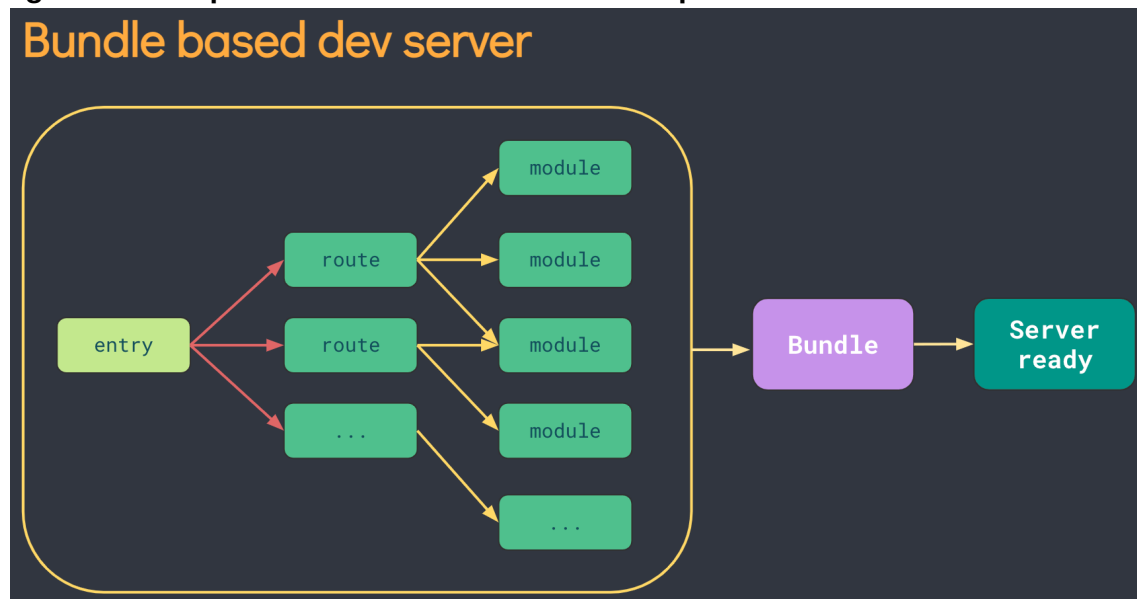 Bundle based dev server
module
route
module
entry
route
module
Bundle
Server
ready
...
module
...